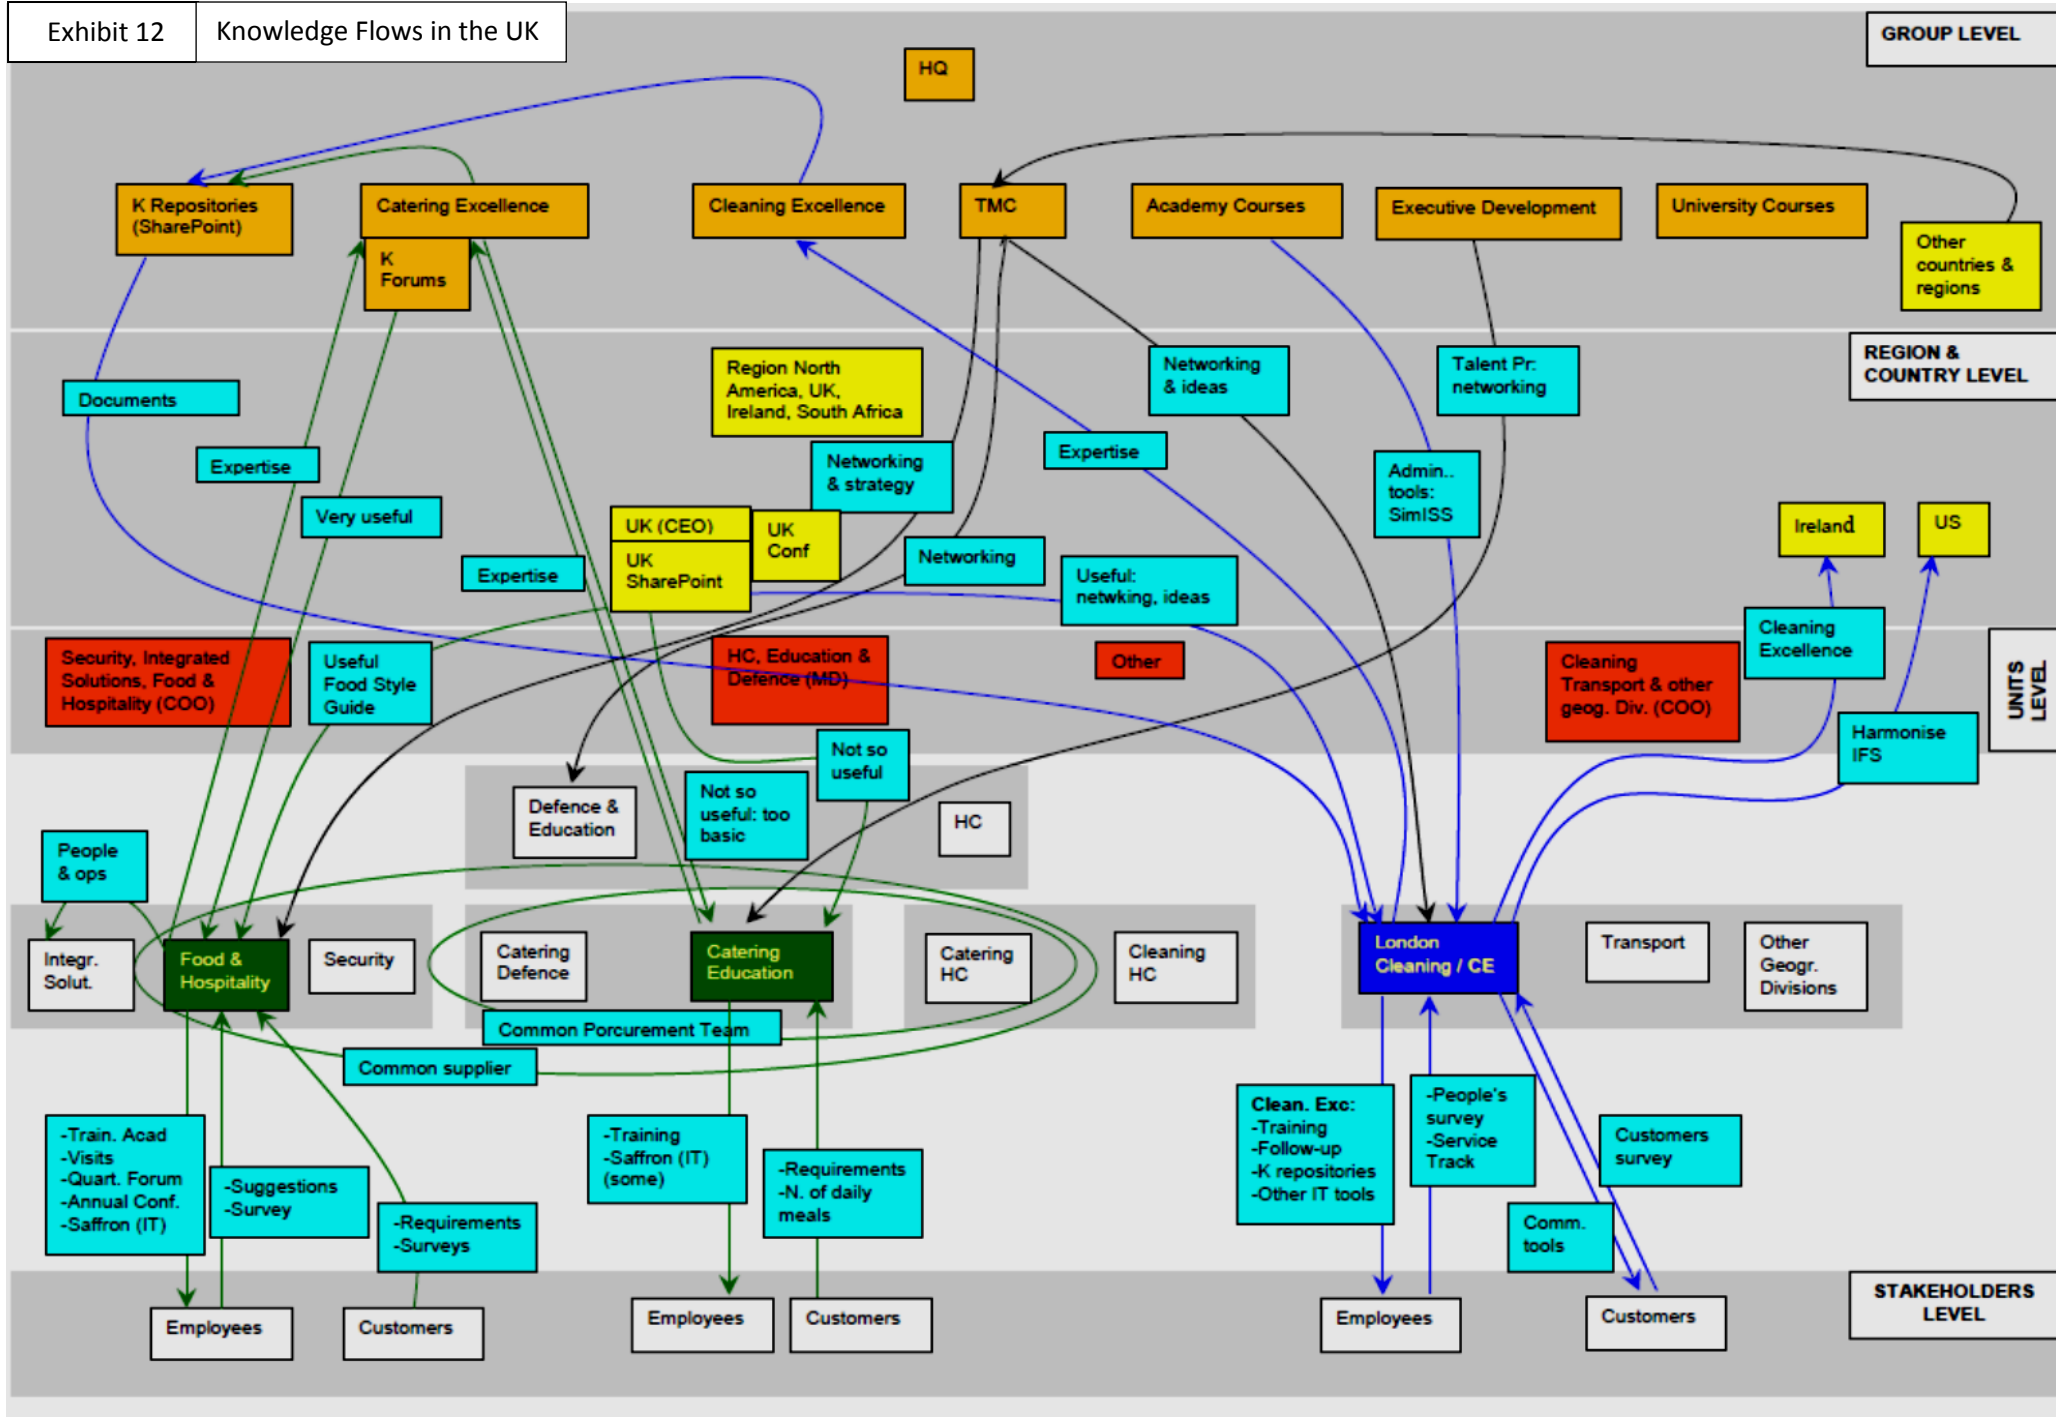 Exhibit 12
Knowledge Flows in the UK
GROUP LEVEL
HQ
K Repositories
(SharePoint)
Catering Excellence
K
Forums
Cleaning Excellence
TMC
Academy Courses
Executive Development
University Courses
Other
countries &
regions
REGION &
COUNTRY LEVEL
Region North
America, UK,
Ireland, South Africa
Networking
& ideas
Talent Pr:
networking
Documents
Expertise
Very useful
Networking
& strategy
Expertise
Admin..
tools:
SimISS
UK (CEO)
UK
SharePoint
UK
Conf
Ireland
US
Expertise
Networking
Useful:
netwking, ideas
Cleaning
Excellence
UNITS
LEVEL
Security, Integrated
Solutions, Food &
Hospitality (COO)
Useful
Food Style
Guide
HC, Education &
Defence (MD)
Other
Cleaning
Transport & other
geog. Div. (COO)
Harmonise
IFS
Not so
useful
Not so
useful: too
basic
Defence &
Education
HC
People
& ops
Integr.
Solut.
Food &
Hospitality
Security
Catering
Defence
Catering
Education
Catering
HC
Cleaning
HC
London
Cleaning / CE
Transport
Other
Geogr.
Divisions
Common Porcurement Team
Common supplier
-Train. Acad
-Visits
-Quart. Forum
-Annual Conf.
-Saffron (IT)
-Suggestions
-Survey
-Requirements
-Surveys
-Training
-Saffron (IT)
(some)
-Requirements
-N. of daily
meals
Clean. Exc:
-Training
-Follow-up
-K repositories
-Other IT tools
-People's
survey
-Service
Track
Customers
survey
Comm.
tools
STAKEHOLDERS
LEVEL
Employees
Customers
Employees
Customers
Employees
Customers